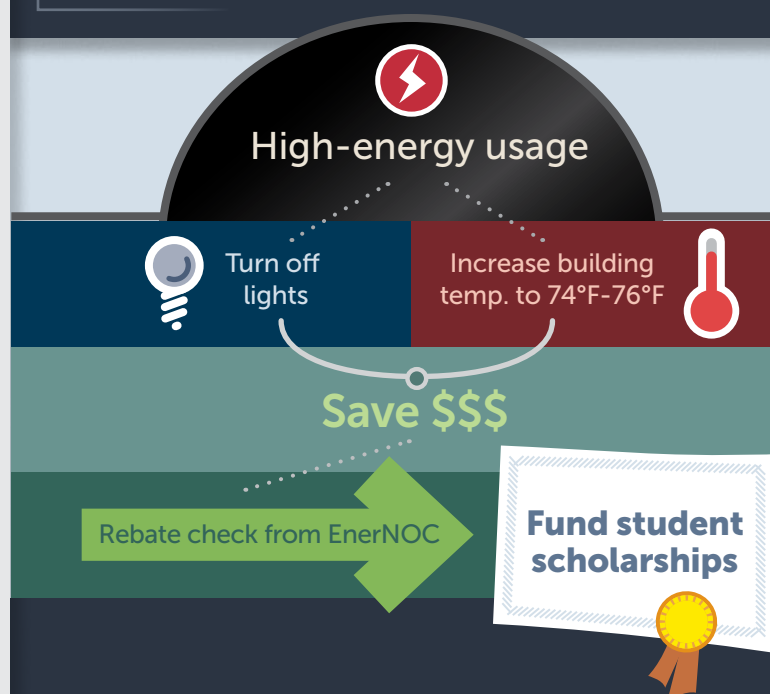 High-energy usage
Turn off
lights
Increase building
temp. to 74°F-76°F
Save $$$
Rebate check from EnerNOC
Fund student
scholarships